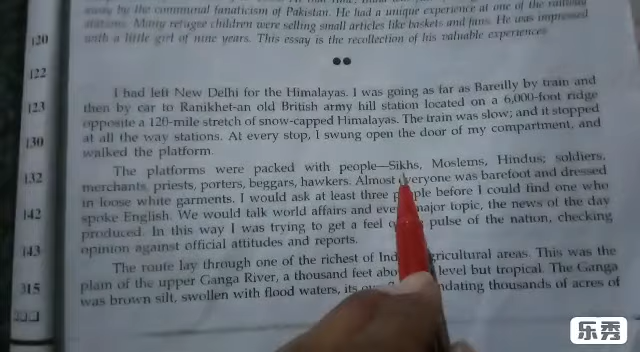 essay by the communal fanaticism of Pakistan. He had a unique experience at one of the railway
stations. Many refugee children were selling small articles like baskets and fans. He was impressed
with a little girl of nine years. This essay is the recollection of his valuable experiences
I had left New Delhi for the Himalayas. I was going as far as Bareilly by train and
then by car to Ranikhet-an old British army hill station located on a 6,000-foot ridge
opposite a 120-mile stretch of snow-capped Himalayas. The train was slow; and it stopped
at all the way stations. At every stop, I swung open the door of my compartment, and
walked the platform.
The platforms were packed with people—Sikhs, Moslems, Hindus; soldiers,
merchants, priests, porters, beggars, hawkers. Almost everyone was barefoot and dressed
in loose white garments. I would ask at least three people before I could find one who
spoke English. We would talk world affairs and every major topic, the news of the day
produced. In this way I was trying to get a feel pulse of the nation, checking
opinion against official attitudes and reports.
The route lay through one of the richest of agricultural areas. This was the
plain of the upper Ganga River, a thousand feet level but tropical. The Ganga
was brown silt, swollen with flood waters, its thousands of acres of
120
122
123
130
132
142
143
315
乐秀